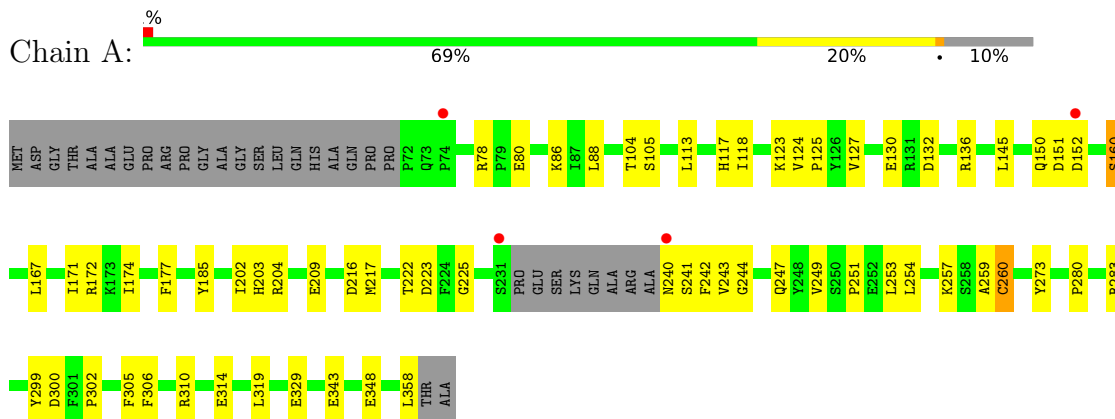 .%
Chain A:
69% 20% • 10%
MET ASP GLY THR ALA ALA GLU PRO ARG PRO GLY ALA GLY SER LEU GLN HIS ALA GLN PRO PRO P72 Q73 P74 R78 P79 E80 K86 I87 L88 T104 S105 L113 H117 I118 K123 V124 P125 Y126 V127 E130 R131 D132 R136 L145 Q150 D151 D152 S160
L167 I171 R172 K173 I174 F177 Y185 I202 H203 R204 E209 D216 M217 T222 D223 F224 G225 S231 PRO GLU SER LYS GLN ALA ARG ALA N240 S241 F242 V243 G244 Q247 Y248 V249 S250 P251 E252 L253 L254 K257 S258 A259 C260 Y273 P280
Y299 D300 F301 P302 F305 F306 R310 E314 L319 E329 E343 E348 L358 THR ALA